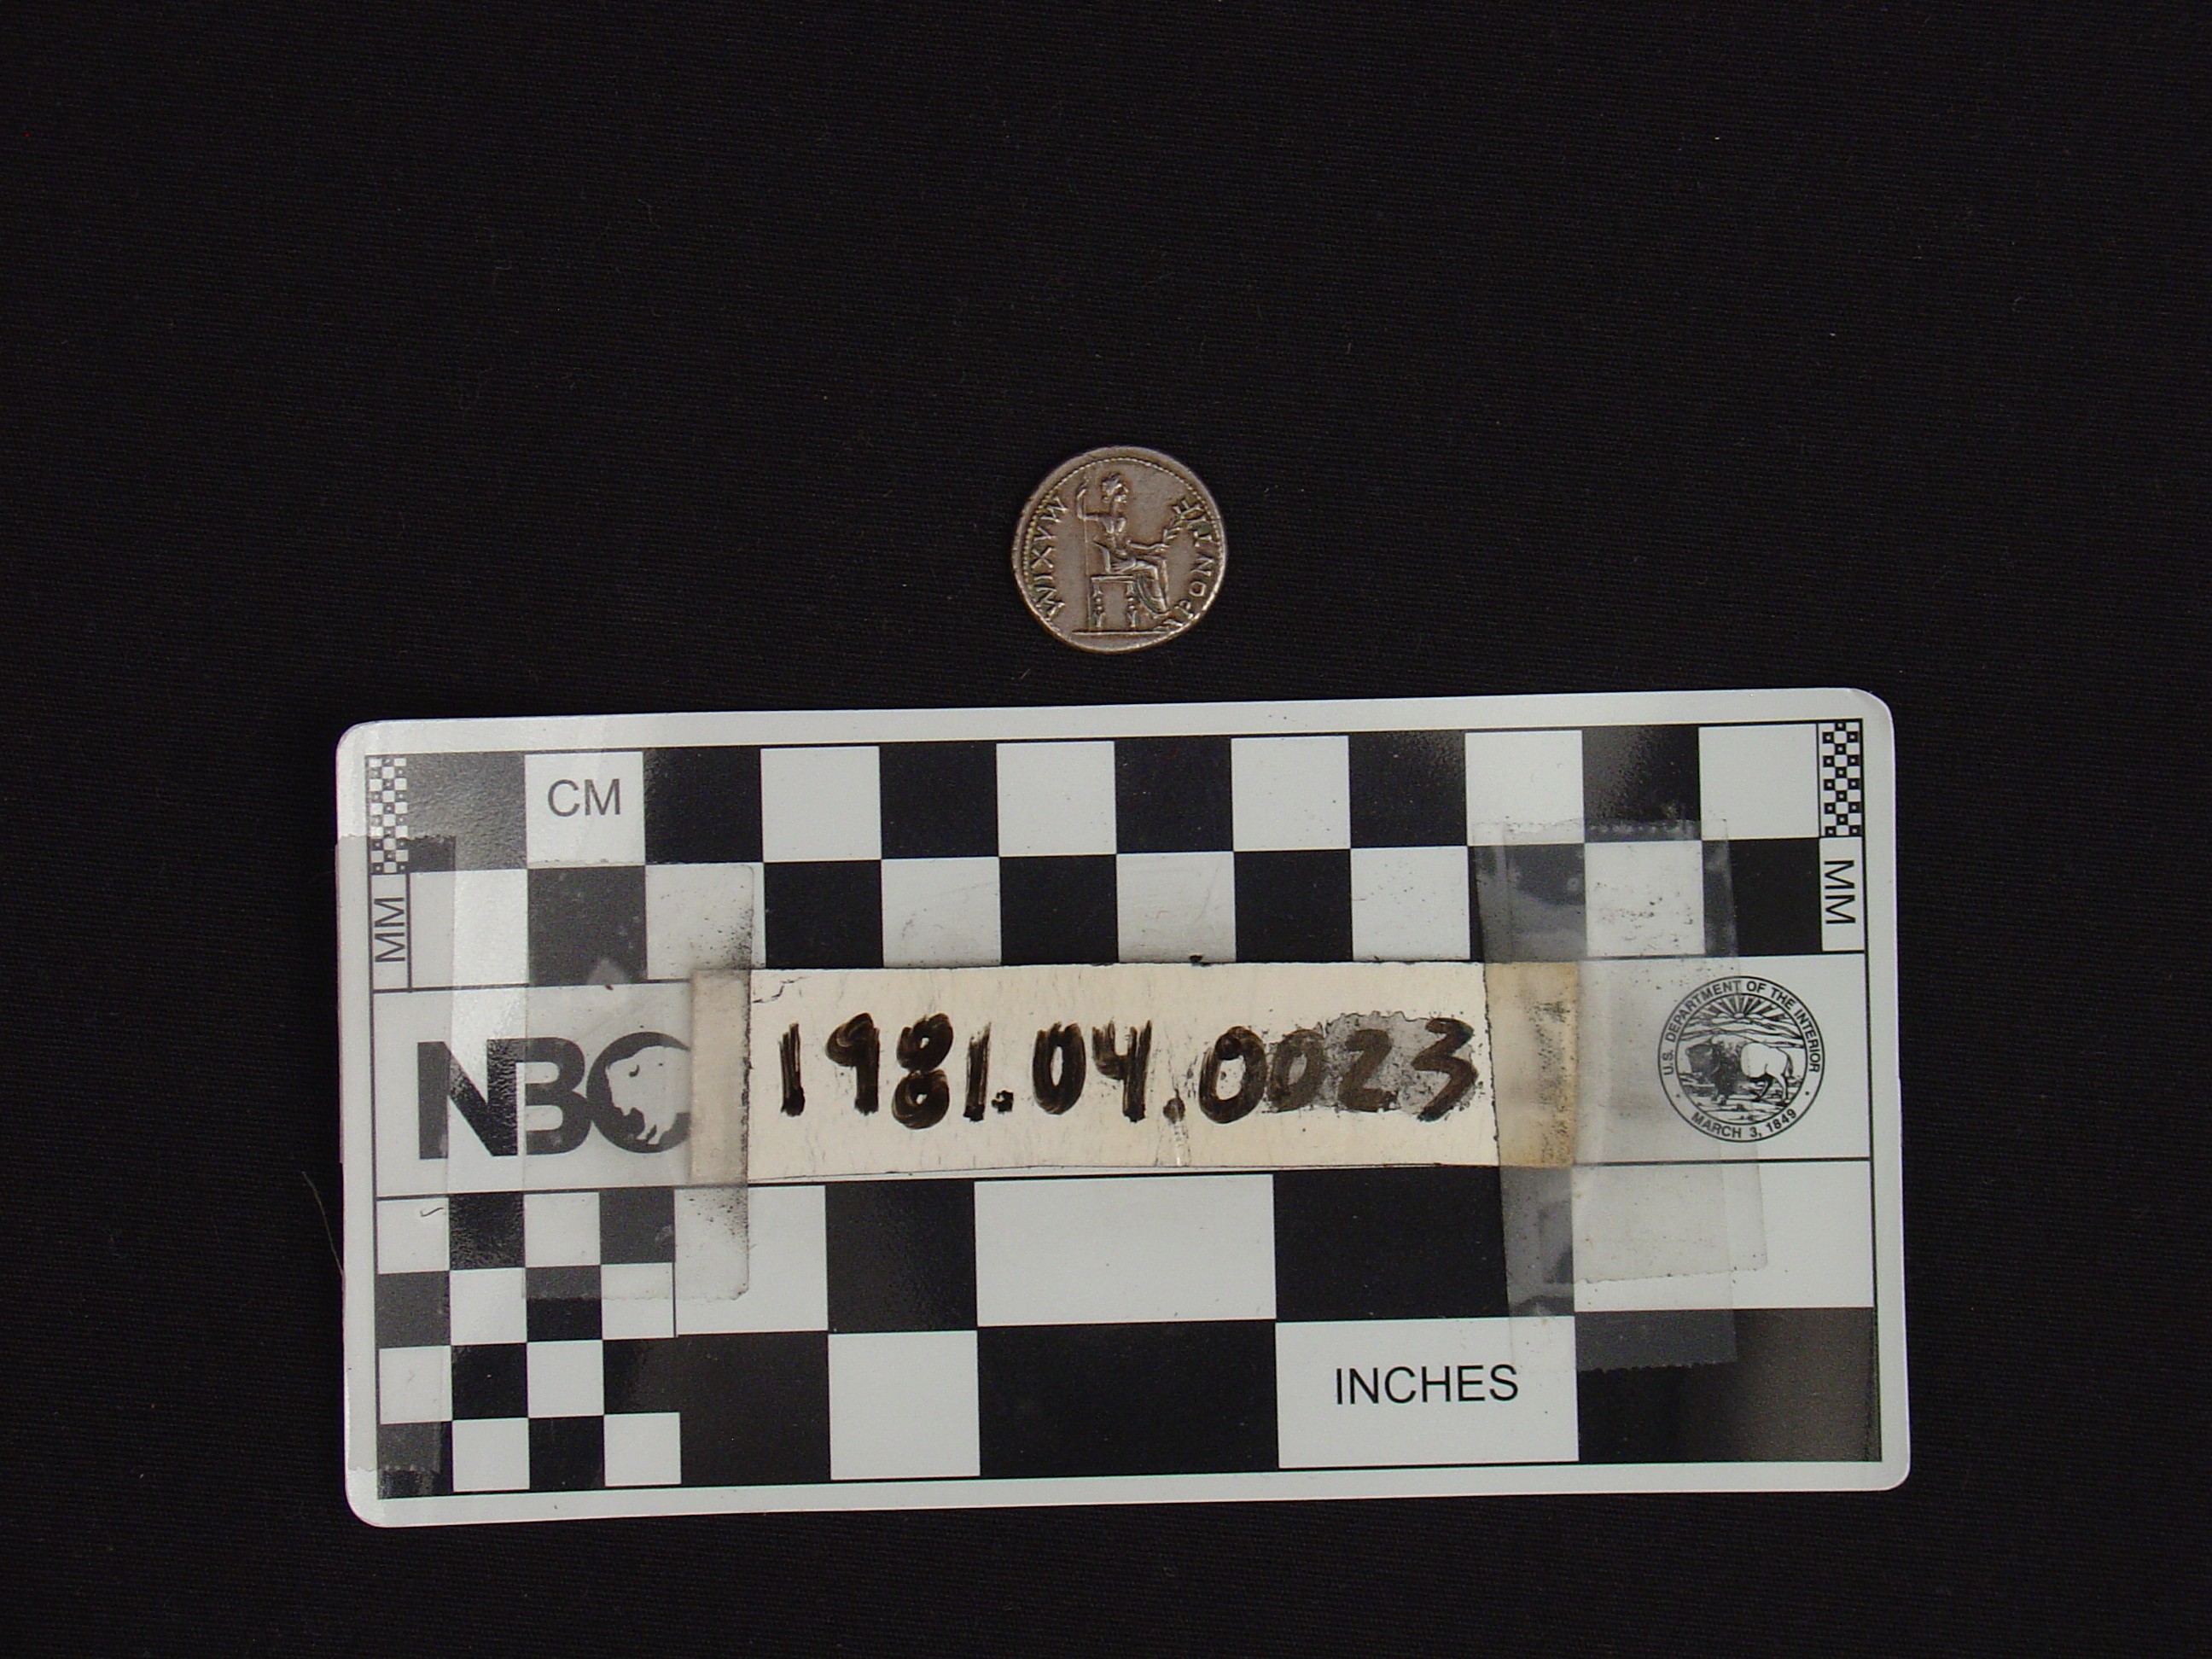 PONTIF MAXIM
CM
MM
MM
NBC
1981.04.0023
U.S. DEPARTMENT OF THE INTERIOR
MARCH 3, 1849
INCHES